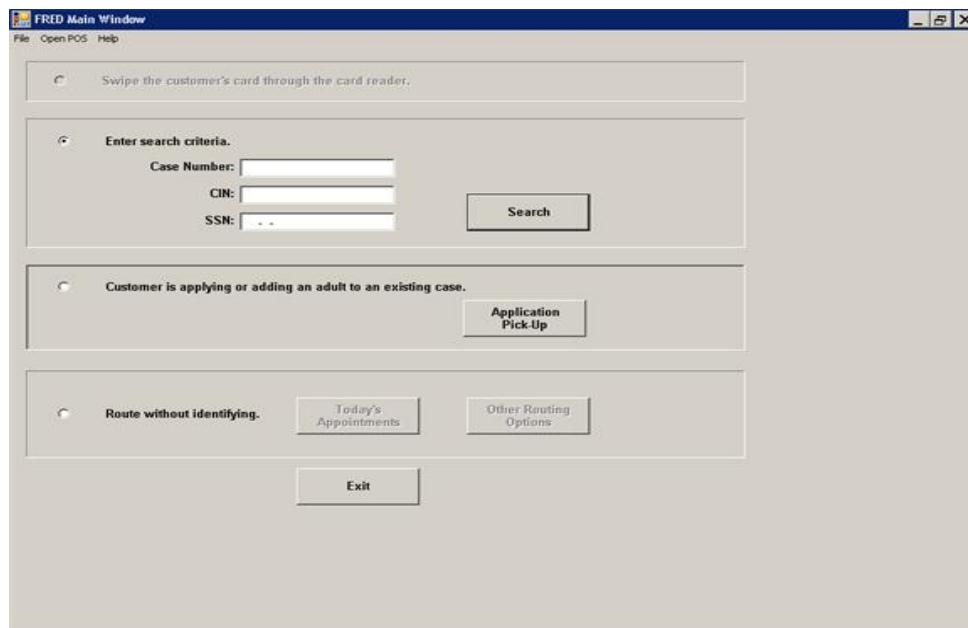 FRED Main Window
File Open POS Help
Swipe the customer's card through the card reader.
Enter search criteria.
Case Number:
CIN:
SSN: - -
Search
Customer is applying or adding an adult to an existing case.
Application
Pick-Up
Route without identifying.
Today's
Appointments
Other Routing
Options
Exit